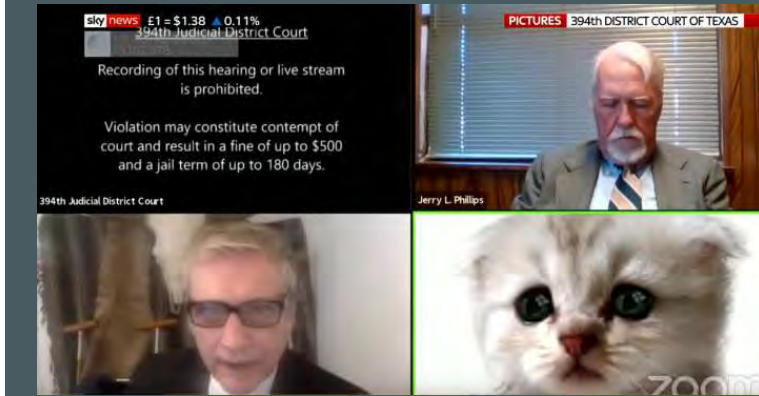 sky news £1 = $1.38 ▲ 0.11%
PICTURES 394th DISTRICT COURT OF TEXAS
394th Judicial District Court
Recording of this hearing or live stream
is prohibited.
Violation may constitute contempt of
court and result in a fine of up to $500
and a jail term of up to 180 days.
394th Judicial District Court
Jerry L. Phillips
zoom